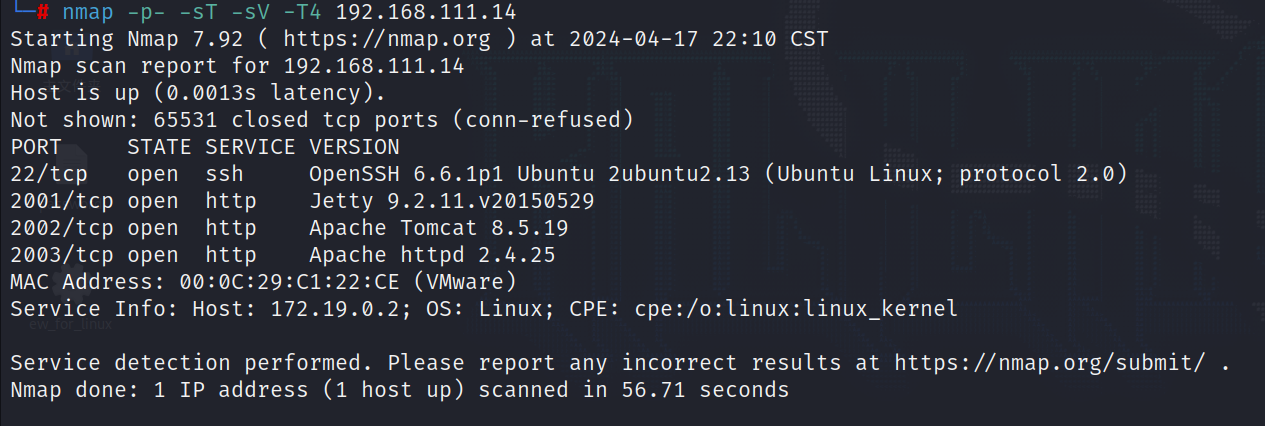 └─# nmap -p- -sT -sV -T4 192.168.111.14
Starting Nmap 7.92 ( https://nmap.org ) at 2024-04-17 22:10 CST
Nmap scan report for 192.168.111.14
Host is up (0.0013s latency).
Not shown: 65531 closed tcp ports (conn-refused)
PORT     STATE SERVICE VERSION
22/tcp   open  ssh     OpenSSH 6.6.1p1 Ubuntu 2ubuntu2.13 (Ubuntu Linux; protocol 2.0)
2001/tcp open  http    Jetty 9.2.11.v20150529
2002/tcp open  http    Apache Tomcat 8.5.19
2003/tcp open  http    Apache httpd 2.4.25
MAC Address: 00:0C:29:C1:22:CE (VMware)
Service Info: Host: 172.19.0.2; OS: Linux; CPE: cpe:/o:linux:linux_kernel
ew_for_linux
Service detection performed. Please report any incorrect results at https://nmap.org/submit/ .
Nmap done: 1 IP address (1 host up) scanned in 56.71 seconds